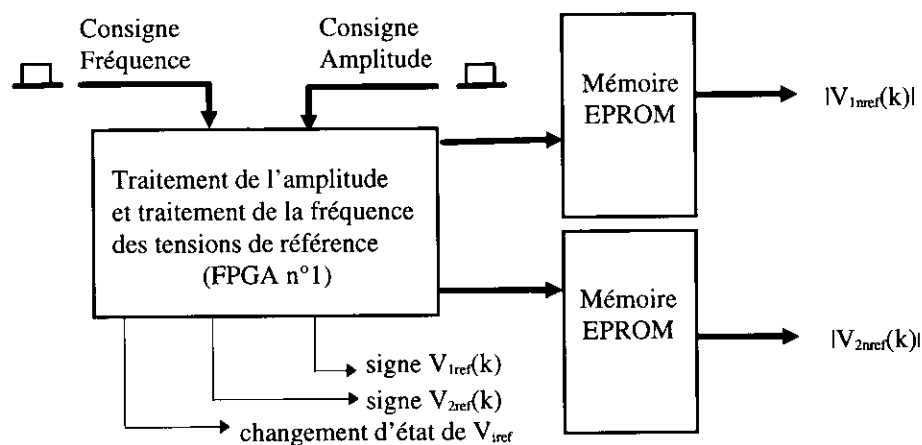 Consigne
Fréquence
Consigne
Amplitude
Mémoire
EPROM
|V1nref(k)|
Traitement de l'amplitude
et traitement de la fréquence
des tensions de référence
(FPGA n°1)
Mémoire
EPROM
|V2nref(k)|
signe V1ref(k)
signe V2ref(k)
changement d'état de Viref